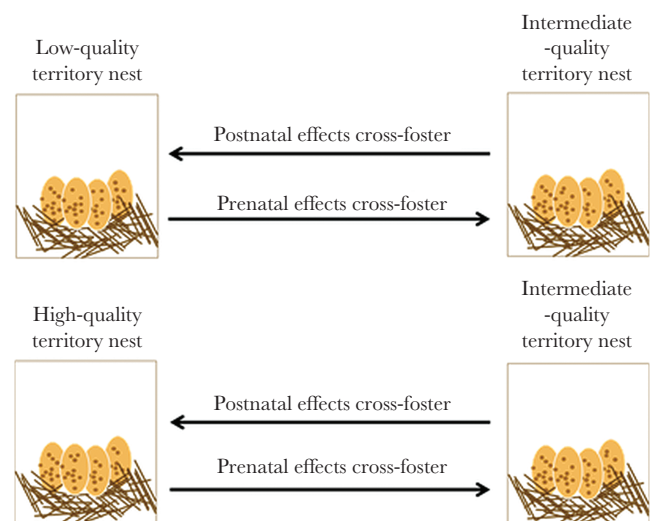 Low-quality
territory nest
Intermediate
-quality
territory nest
Postnatal effects cross-foster
Prenatal effects cross-foster
High-quality
territory nest
Intermediate
-quality
territory nest
Postnatal effects cross-foster
Prenatal effects cross-foster